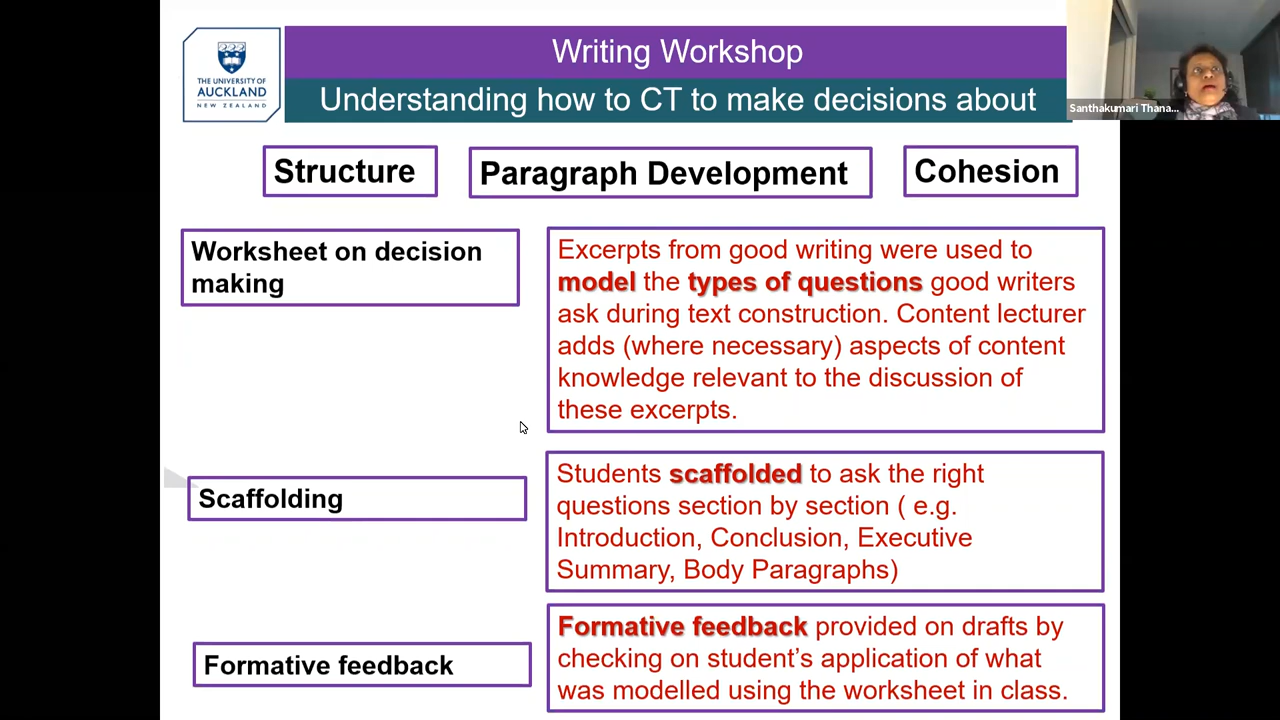 THE UNIVERSITY OF
AUCKLAND
NEW ZEALAND
Writing Workshop
Understanding how to CT to make decisions about
Santhakumari Thana...
Structure
Paragraph Development
Cohesion
Worksheet on decision
making
Excerpts from good writing were used to
model the types of questions good writers
ask during text construction. Content lecturer
adds (where necessary) aspects of content
knowledge relevant to the discussion of
these excerpts.
Scaffolding
Students scaffolded to ask the right
questions section by section ( e.g.
Introduction, Conclusion, Executive
Summary, Body Paragraphs)
Formative feedback
Formative feedback provided on drafts by
checking on student’s application of what
was modelled using the worksheet in class.